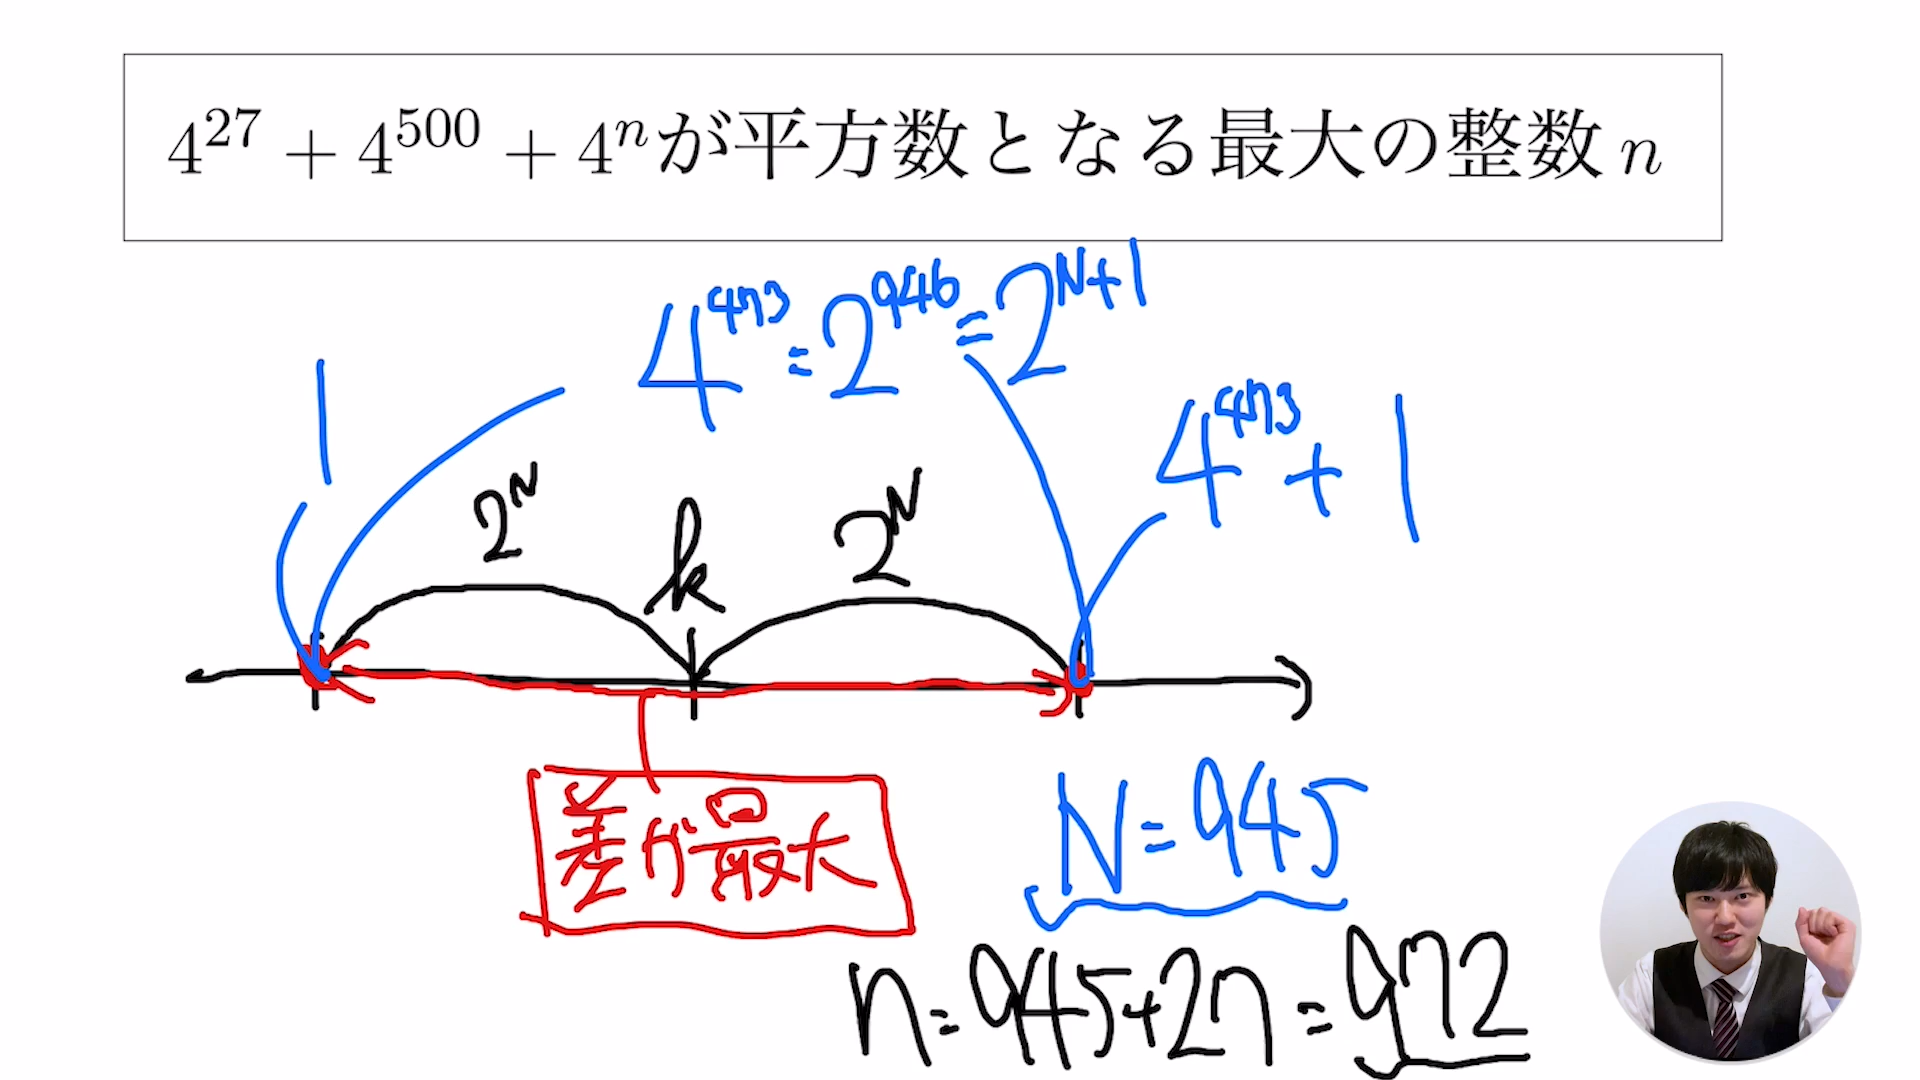 4^27 + 4^500 + 4^nが平方数となる最大の整数 n
4^473 = 2^946 = 2^N+1
1
4^473 + 1
2^N
k
2^N
差が最大
N=945
n=945+27=972